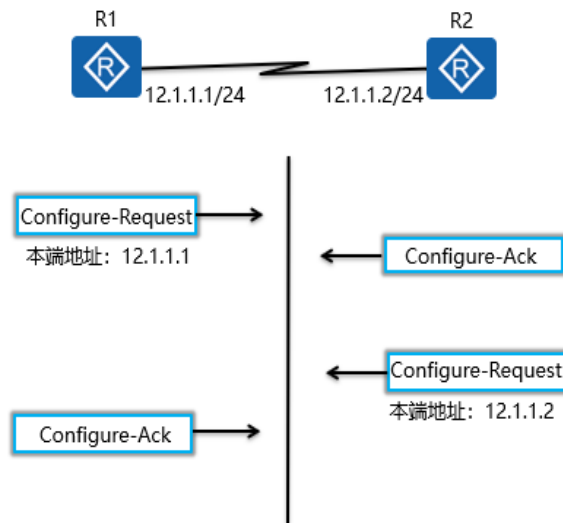 R1
R2
R
R
12.1.1.1/24
12.1.1.2/24
Configure-Request
本端地址：12.1.1.1
Configure-Ack
Configure-Request
本端地址：12.1.1.2
Configure-Ack